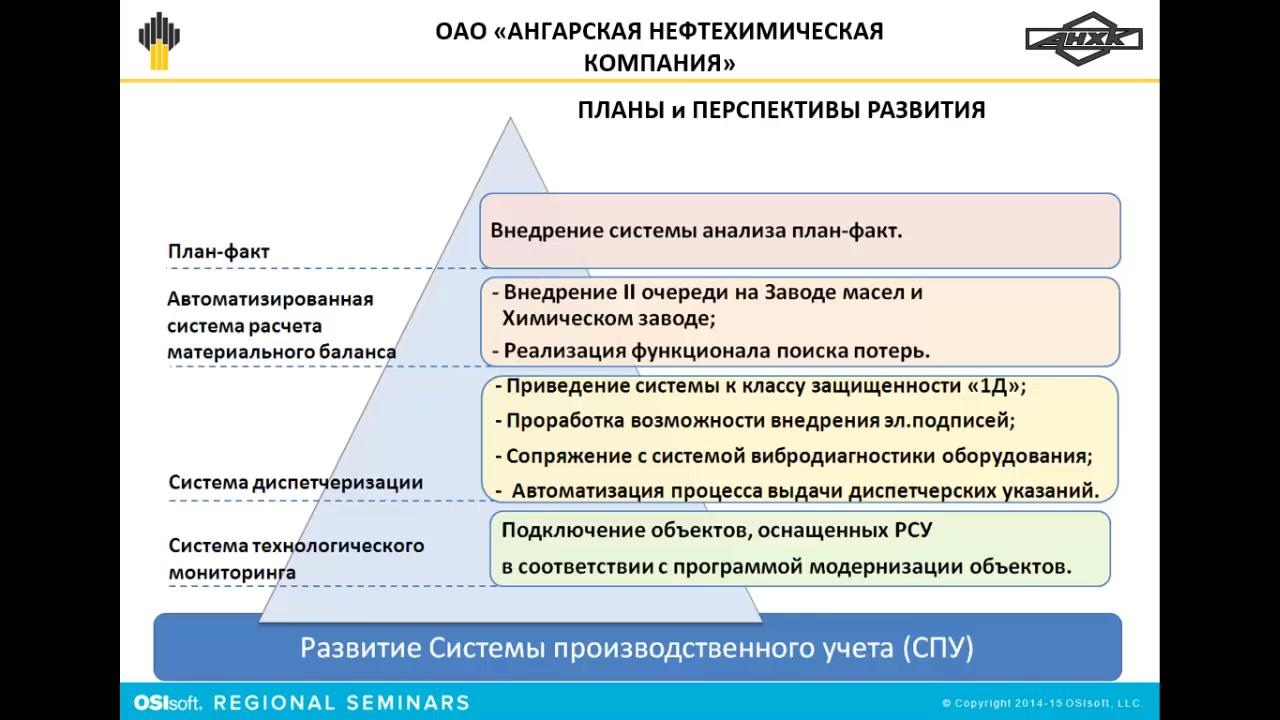 ОАО «АНГАРСКАЯ НЕФТЕХИМИЧЕСКАЯ
КОМПАНИЯ»
АНХК
ПЛАНЫ и ПЕРСПЕКТИВЫ РАЗВИТИЯ
План-факт
Внедрение системы анализа план-факт.
Автоматизированная
система расчета
материального баланса
- Внедрение II очереди на Заводе масел и
Химическом заводе;
- Реализация функционала поиска потерь.
Система диспетчеризации
- Приведение системы к классу защищенности «1Д»;
- Проработка возможности внедрения эл.подписей;
- Сопряжение с системой вибродиагностики оборудования;
- Автоматизация процесса выдачи диспетчерских указаний.
Система технологического
мониторинга
Подключение объектов, оснащенных РСУ
в соответствии с программой модернизации объектов.
Развитие Системы производственного учета (СПУ)
OSIsoft. REGIONAL SEMINARS
© Copyright 2014-15 OSIsoft, LLC.